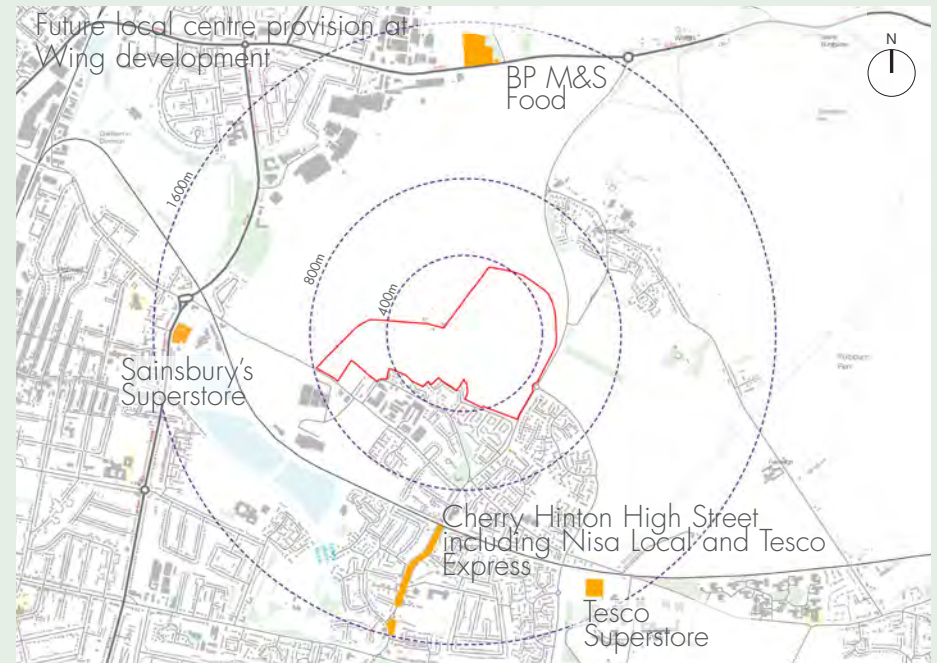 Future local centre provision at
Wing development
BP M&S
Food
N
1600m
800m
400m
Sainsbury's
Superstore
Cherry Hinton High Street
including Nisa Local and Tesco
Express
Tesco
Superstore